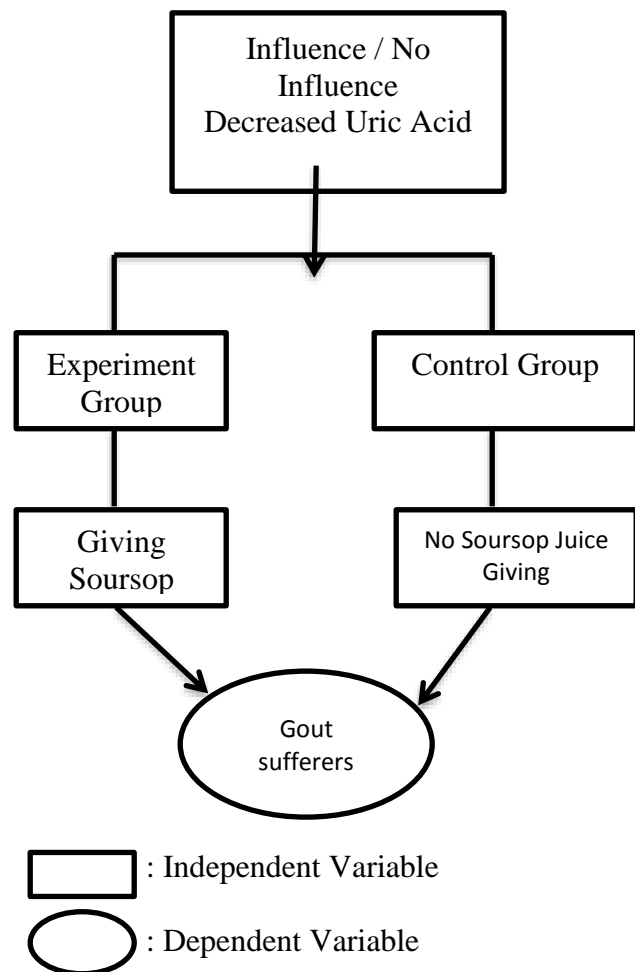 Influence / No
Influence
Decreased Uric Acid
Experiment
Group
Control Group
Giving
Soursop
No Soursop Juice
Giving
Gout
sufferers
: Independent Variable
: Dependent Variable